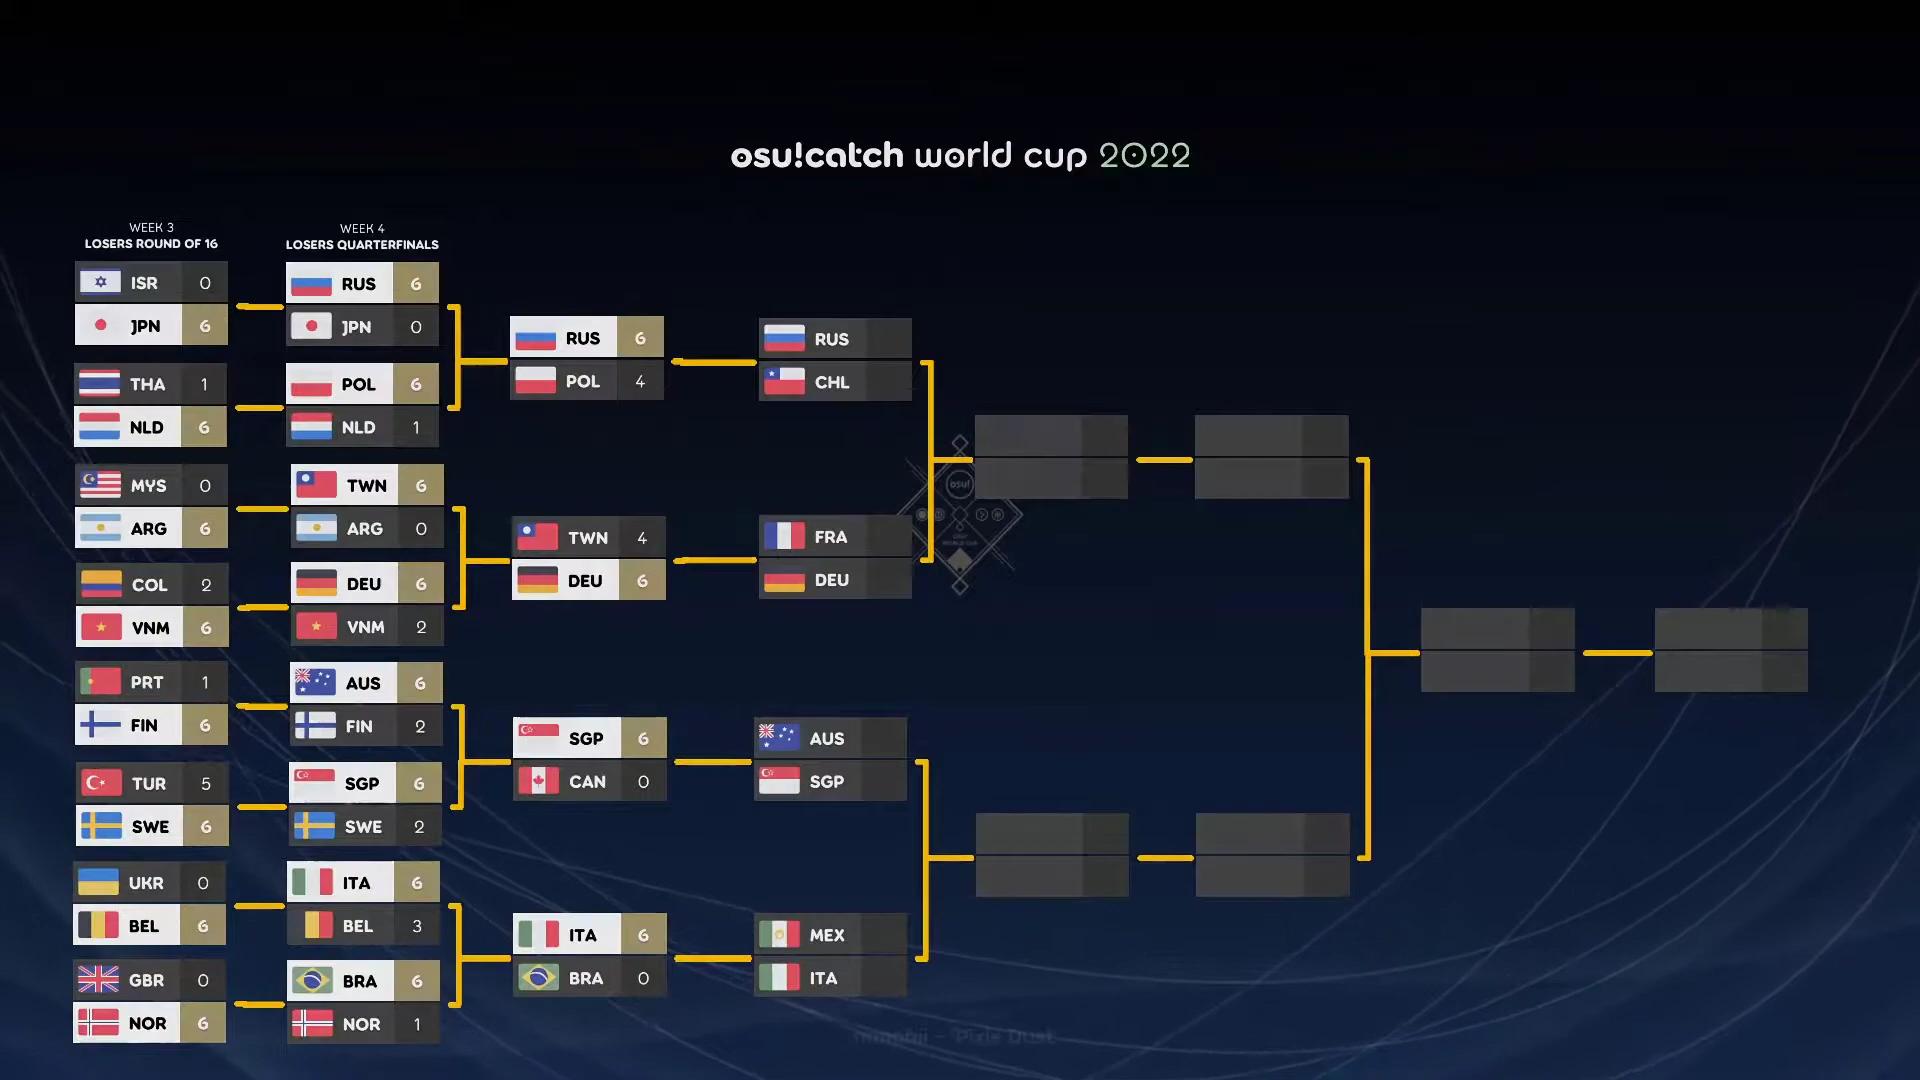 osu!catch world cup 2022
WEEK 3
LOSERS ROUND OF 16
ISR 0
JPN 6
THA 1
NLD 6
MYS 0
ARG 6
COL 2
VNM 6
PRT 1
FIN 6
TUR 5
SWE 6
UKR 0
BEL 6
GBR 0
NOR 6
WEEK 4
LOSERS QUARTERFINALS
RUS 6
JPN 0
POL 6
NLD 1
TWN 6
ARG 0
DEU 6
VNM 2
AUS 6
FIN 2
SGP 6
SWE 2
ITA 6
BEL 3
BRA 6
NOR 1
RUS 6
POL 4
TWN 4
DEU 6
SGP 6
CAN 0
ITA 6
BRA 0
RUS
CHL
FRA
DEU
AUS
SGP
MEX
ITA
osu!
Pixie Dust